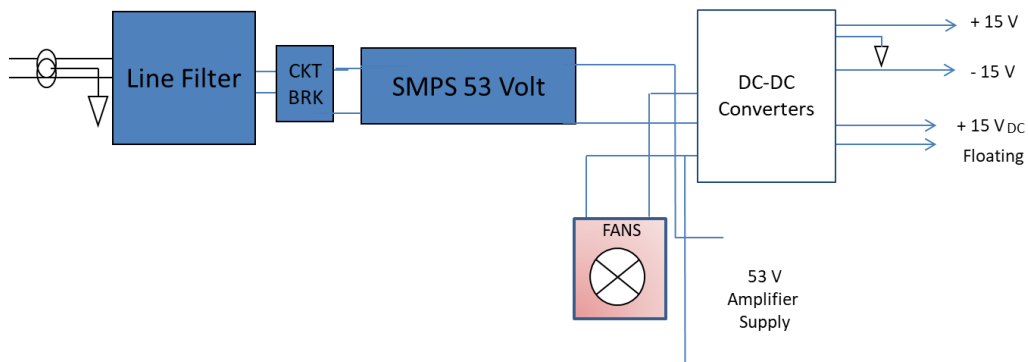 Line Filter
CKT
BRK
SMPS 53 Volt
DC-DC
Converters
+ 15 V
- 15 V
+ 15 V DC
Floating
FANS
53 V
Amplifier
Supply